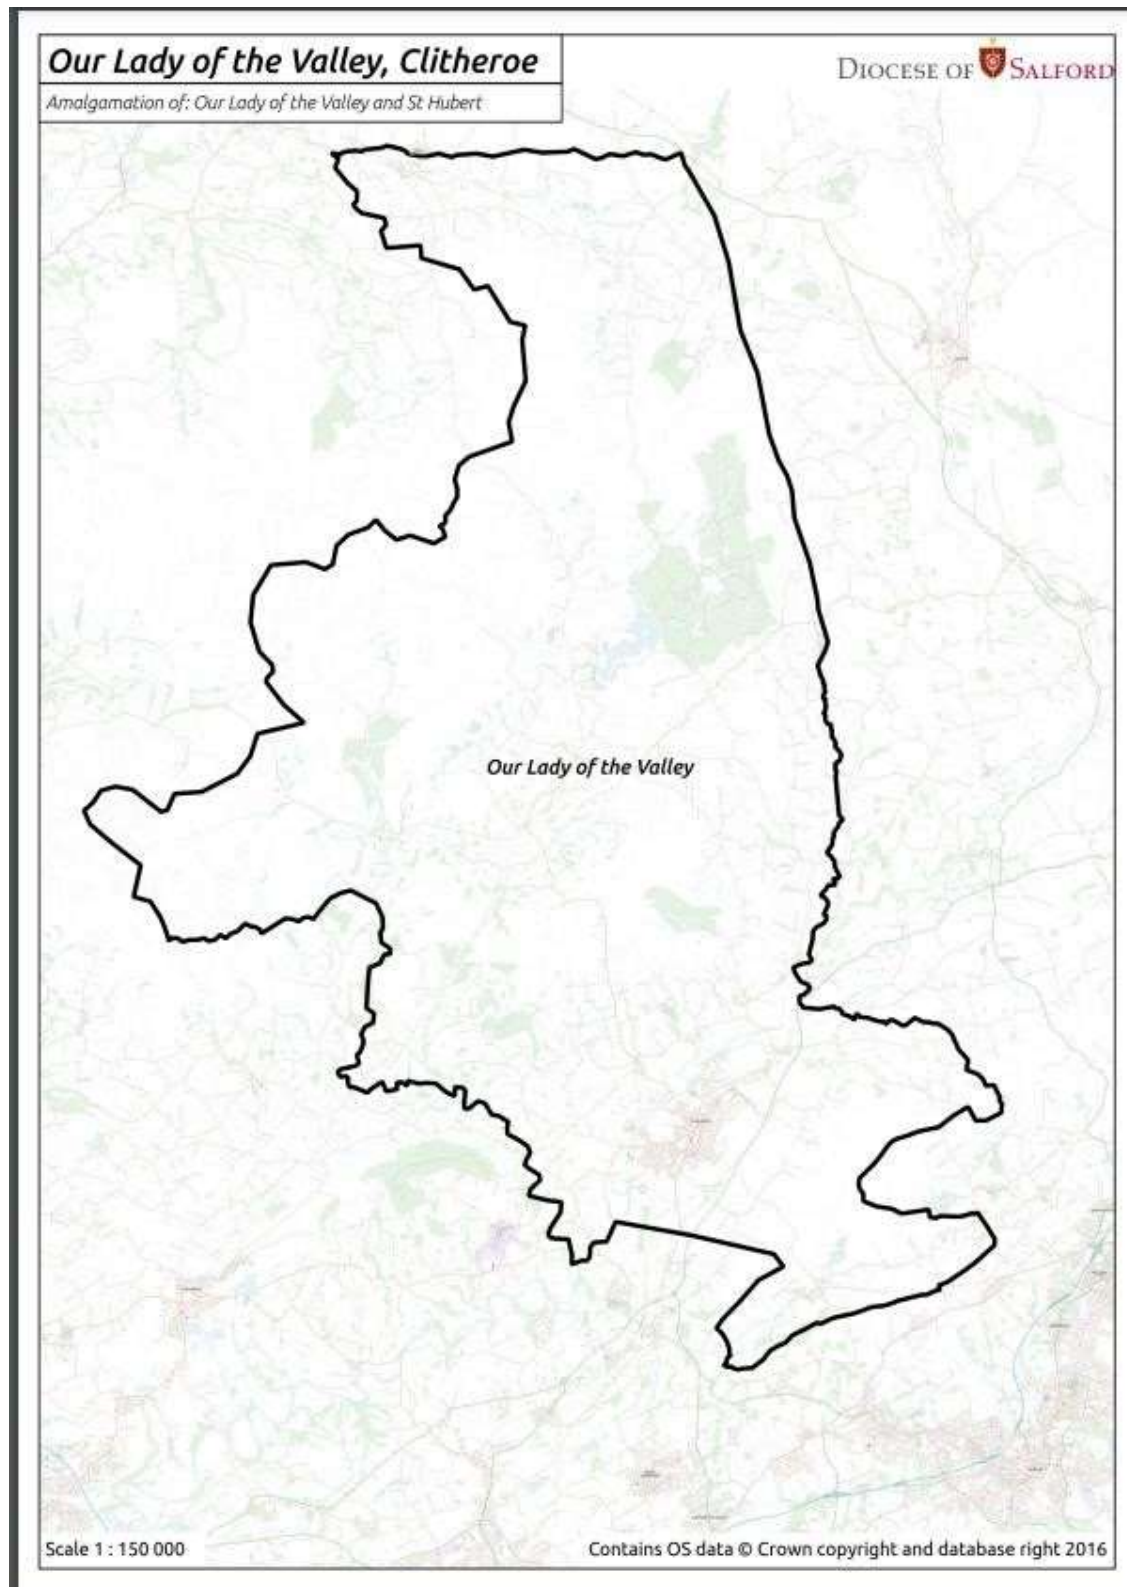 Our Lady of the Valley, Clitheroe
Amalgamation of: Our Lady of the Valley and St Hubert
DIOCESE OF SALFORD
Our Lady of the Valley
Scale 1 : 150 000
Contains OS data © Crown copyright and database right 2016